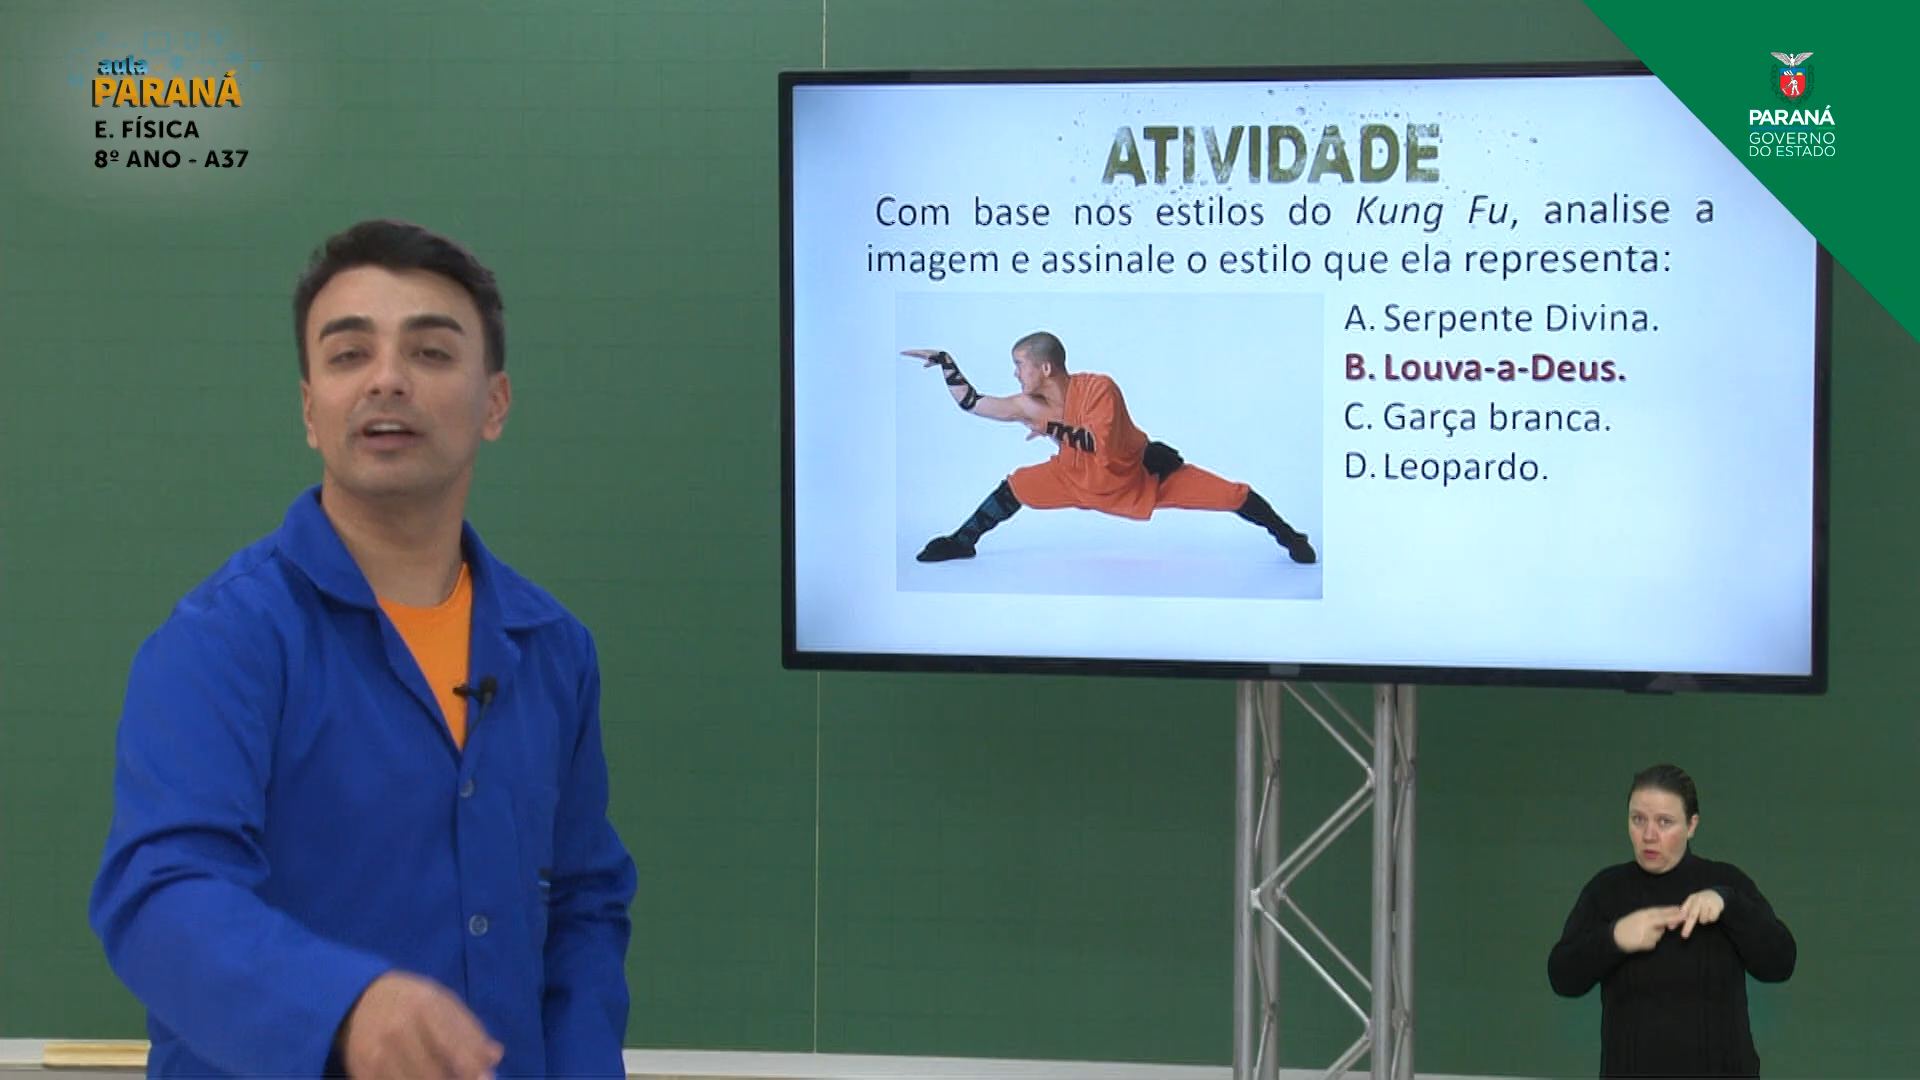 aula
PARANÁ
E. FÍSICA
8º ANO - A37
ATIVIDADE
Com base nos estilos do Kung Fu, analise a
imagem e assinale o estilo que ela representa:
A. Serpente Divina.
B. Louva-a-Deus.
C. Garça branca.
D. Leopardo.
PARANÁ
GOVERNO
DO ESTADO